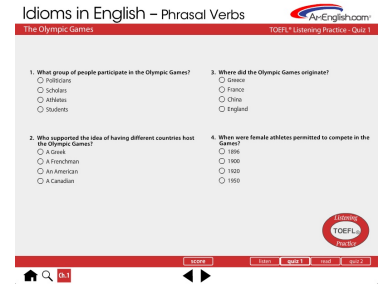 Idioms in English – Phrasal Verbs
AMENGLISH.COM®
The Olympic Games
TOEFL® Listening Practice - Quiz 1
1. What group of people participate in the Olympic Games?
Politicians
Scholars
Athletes
Students
2. Who supported the idea of having different countries host
the Olympic Games?
A Greek
A Frenchman
An American
A Canadian
3. Where did the Olympic Games originate?
Greece
France
China
England
4. When were female athletes permitted to compete in the
Games?
1896
1900
1920
1950
Listening
TOEFL®
Practice
score
listen
quiz 1
read
quiz 2
Ch.1